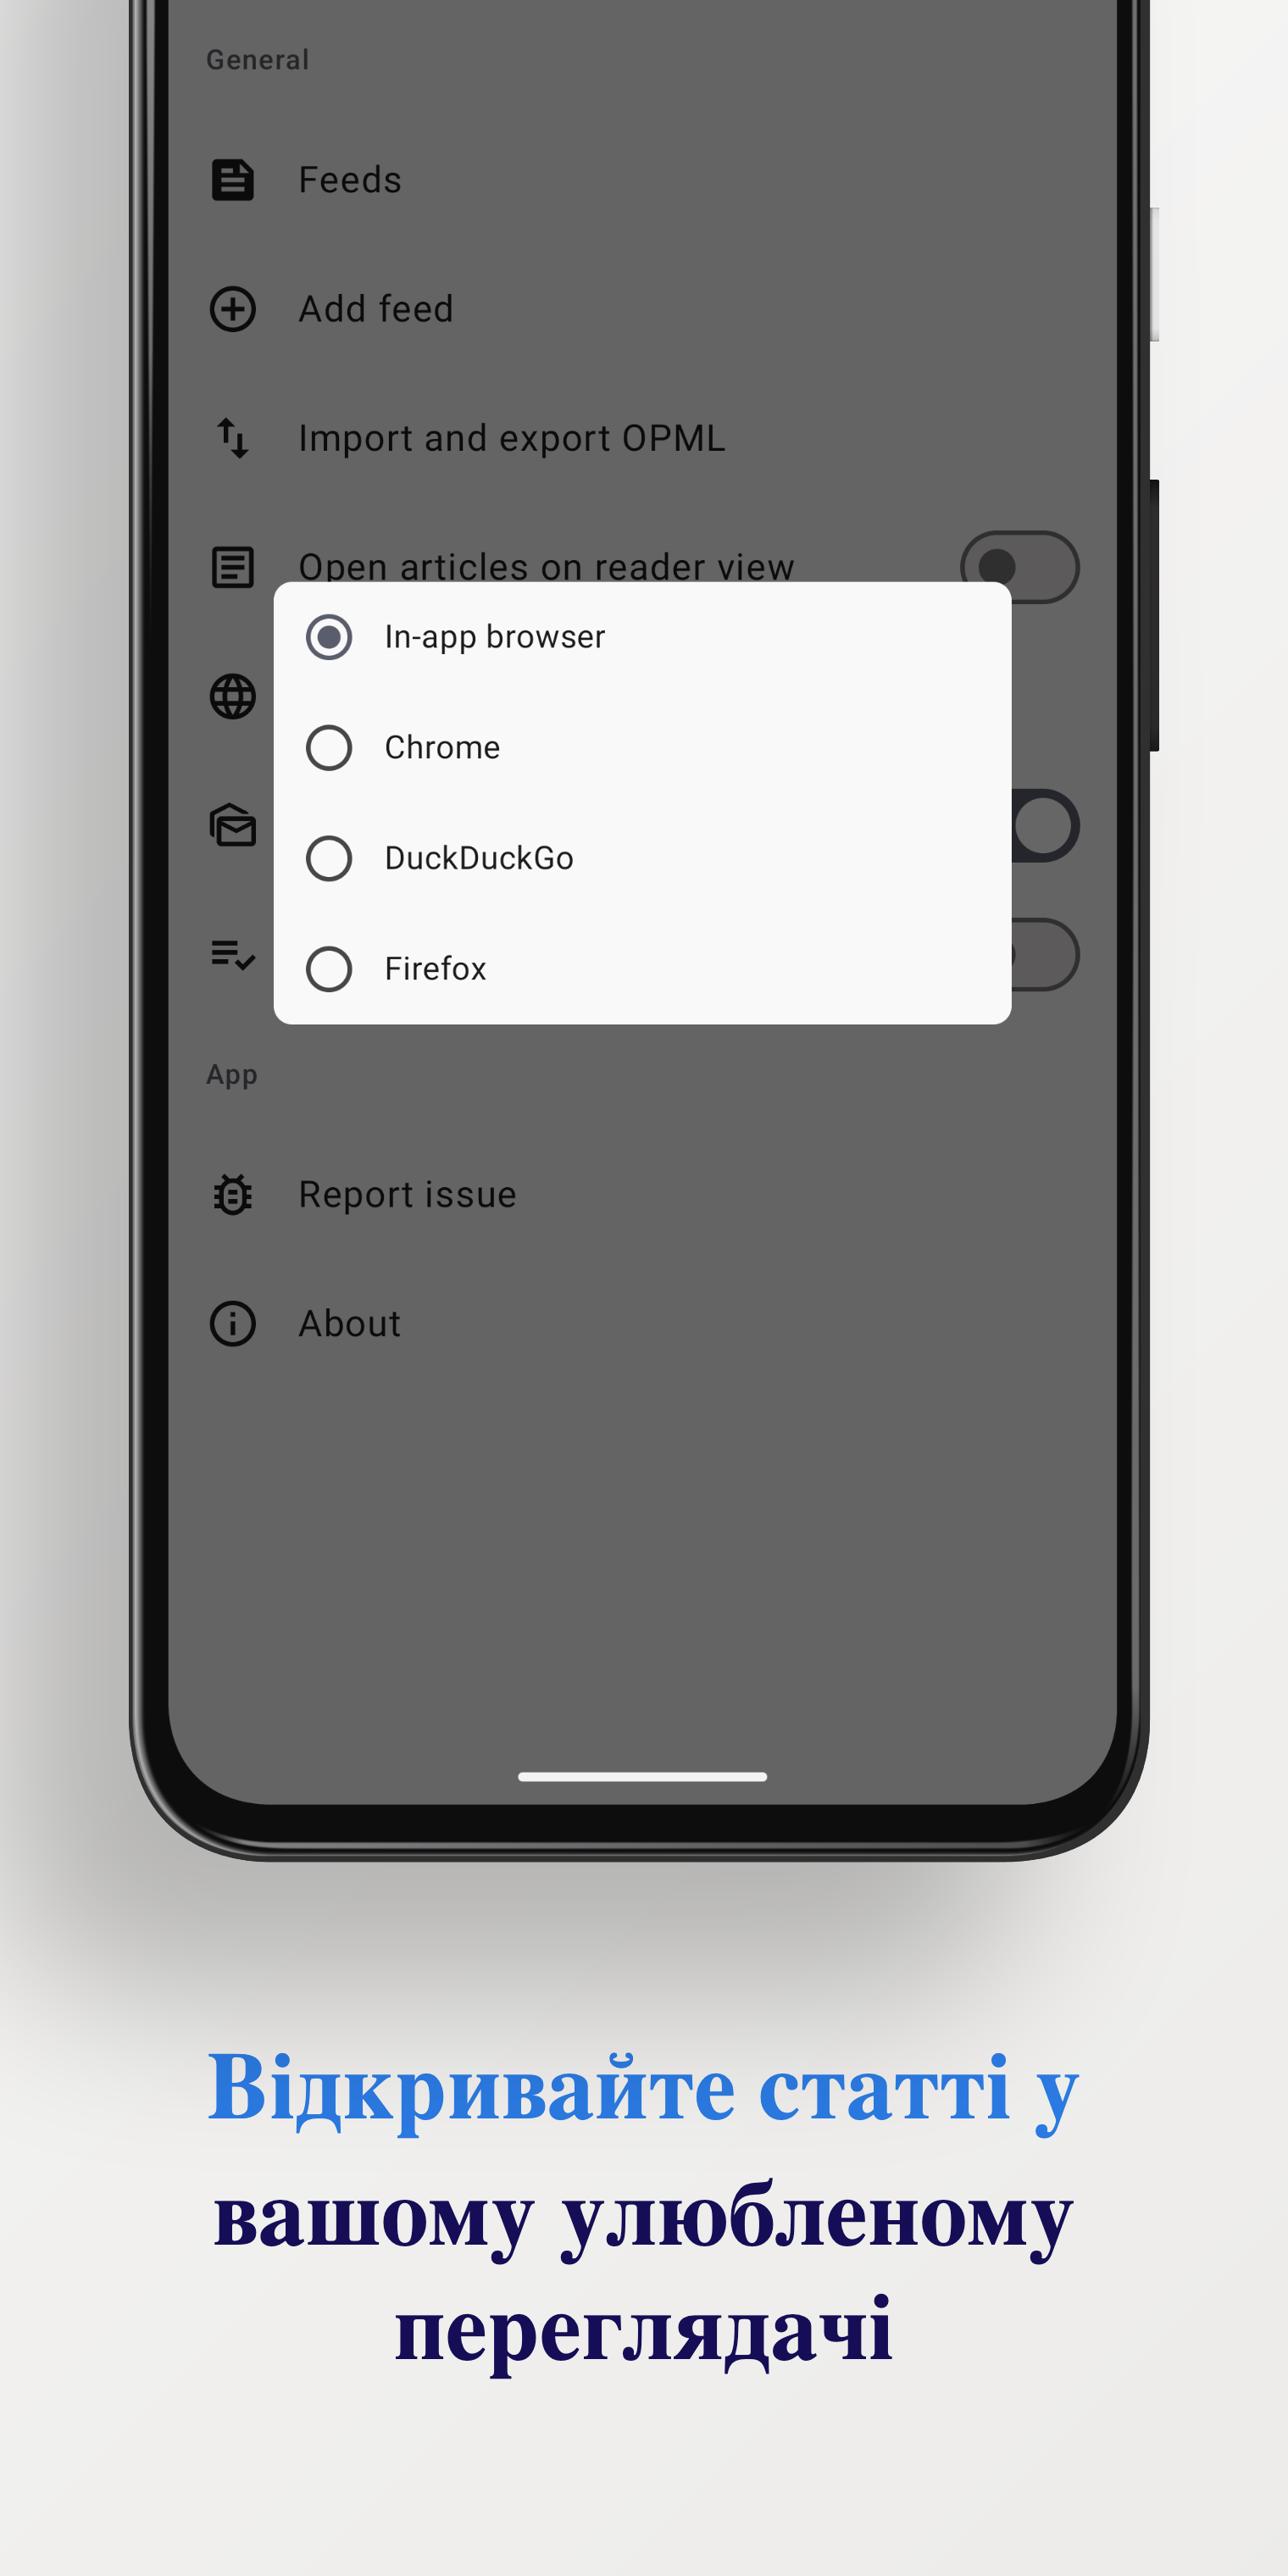 General
Feeds
Add feed
Import and export OPML
Open articles on reader view
In-app browser
Chrome
DuckDuckGo
Firefox
App
Report issue
About
Відкривайте статті у
вашому улюбленому
переглядачі